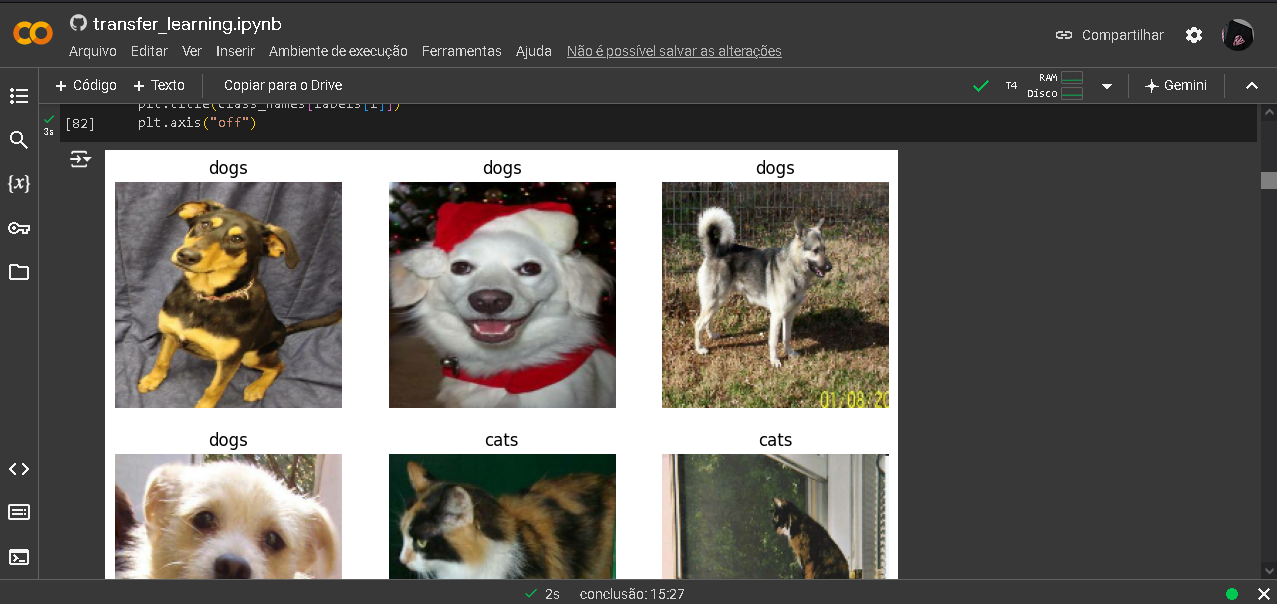 transfer_learning.ipynb
Arquivo Editar Ver Inserir Ambiente de execução Ferramentas Ajuda Não é possível salvar as alterações
Compartilhar
+ Código + Texto Copiar para o Drive
T4 RAM Disco Gemini
plt.title(class_names[labels[i]])
3s [82] plt.axis("off")
dogs dogs dogs
01/08/20
dogs cats cats
{x}
2s conclusão: 15:27